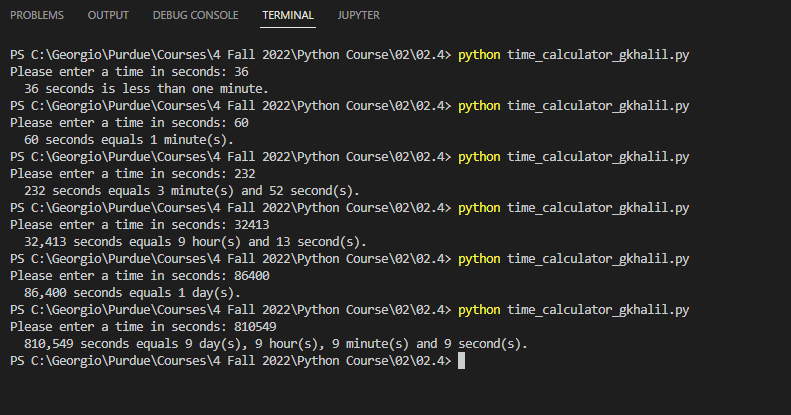 PROBLEMS OUTPUT DEBUG CONSOLE TERMINAL JUPYTER
PS C:\Georgio\Purdue\Courses\4 Fall 2022\Python Course\02\02.4> python time_calculator_gkhalil.py
Please enter a time in seconds: 36
  36 seconds is less than one minute.
PS C:\Georgio\Purdue\Courses\4 Fall 2022\Python Course\02\02.4> python time_calculator_gkhalil.py
Please enter a time in seconds: 60
  60 seconds equals 1 minute(s).
PS C:\Georgio\Purdue\Courses\4 Fall 2022\Python Course\02\02.4> python time_calculator_gkhalil.py
Please enter a time in seconds: 232
  232 seconds equals 3 minute(s) and 52 second(s).
PS C:\Georgio\Purdue\Courses\4 Fall 2022\Python Course\02\02.4> python time_calculator_gkhalil.py
Please enter a time in seconds: 32413
  32,413 seconds equals 9 hour(s) and 13 second(s).
PS C:\Georgio\Purdue\Courses\4 Fall 2022\Python Course\02\02.4> python time_calculator_gkhalil.py
Please enter a time in seconds: 86400
  86,400 seconds equals 1 day(s).
PS C:\Georgio\Purdue\Courses\4 Fall 2022\Python Course\02\02.4> python time_calculator_gkhalil.py
Please enter a time in seconds: 810549
  810,549 seconds equals 9 day(s), 9 hour(s), 9 minute(s) and 9 second(s).
PS C:\Georgio\Purdue\Courses\4 Fall 2022\Python Course\02\02.4>